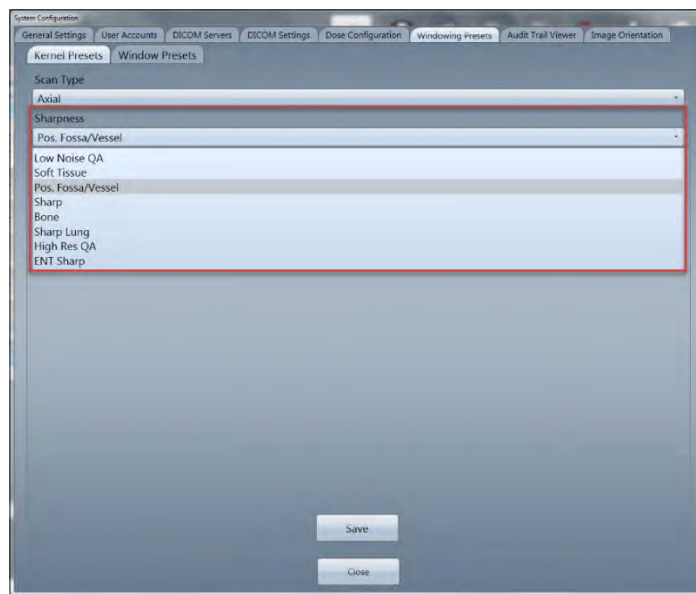 System Configuration
General Settings User Accounts DICOM Servers DICOM Settings Dose Configuration Windowing Presets Audit Trail Viewer Image Orientation
Kernel Presets Window Presets
Scan Type
Axial
Sharpness
Pos. Fossa/Vessel
Low Noise QA
Soft Tissue
Pos. Fossa/Vessel
Sharp
Bone
Sharp Lung
High Res QA
ENT Sharp
Save
Close